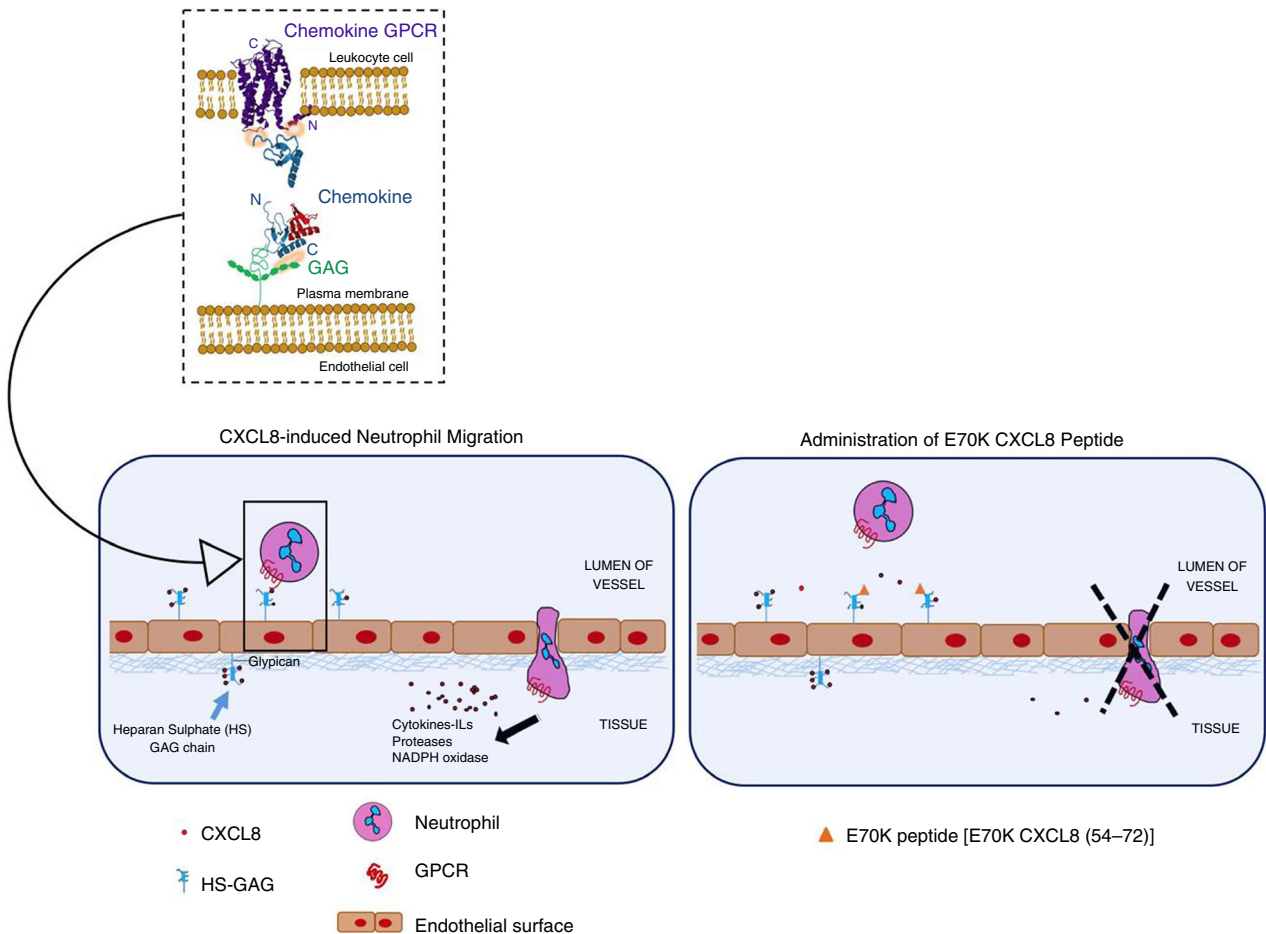 Chemokine GPCR
C
Leukocyte cell
N
N
Chemokine
C
GAG
Plasma membrane
Endothelial cell
CXCL8-induced Neutrophil Migration
LUMEN OF
VESSEL
Glypican
Heparan Sulphate (HS)
GAG chain
Cytokines-ILs
Proteases
NADPH oxidase
TISSUE
Administration of E70K CXCL8 Peptide
LUMEN OF
VESSEL
TISSUE
CXCL8
HS-GAG
Neutrophil
GPCR
Endothelial surface
E70K peptide [E70K CXCL8 (54–72)]